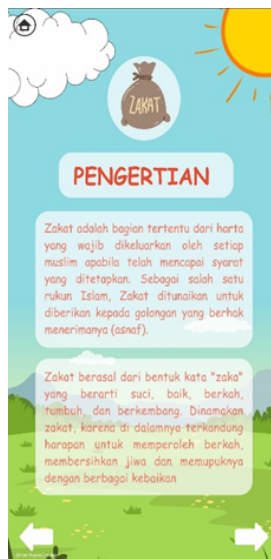 ZAKAT
PENGERTIAN
Zakat adalah bagian tertentu dari harta
yang wajib dikeluarkan oleh setiap
muslim apabila telah mencapai syarat
yang ditetapkan. Sebagai salah satu
rukun Islam, Zakat ditunaikan untuk
diberikan kepada golongan yang berhak
menerimanya (asnaf).
Zakat berasal dari bentuk kata "zaka"
yang berarti suci, baik, berkah,
tumbuh, dan berkembang. Dinamakan
zakat, karena di dalamnya terkandung
harapan untuk memperoleh berkah,
membersihkan jiwa dan memupuknya
dengan berbagai kebaikan